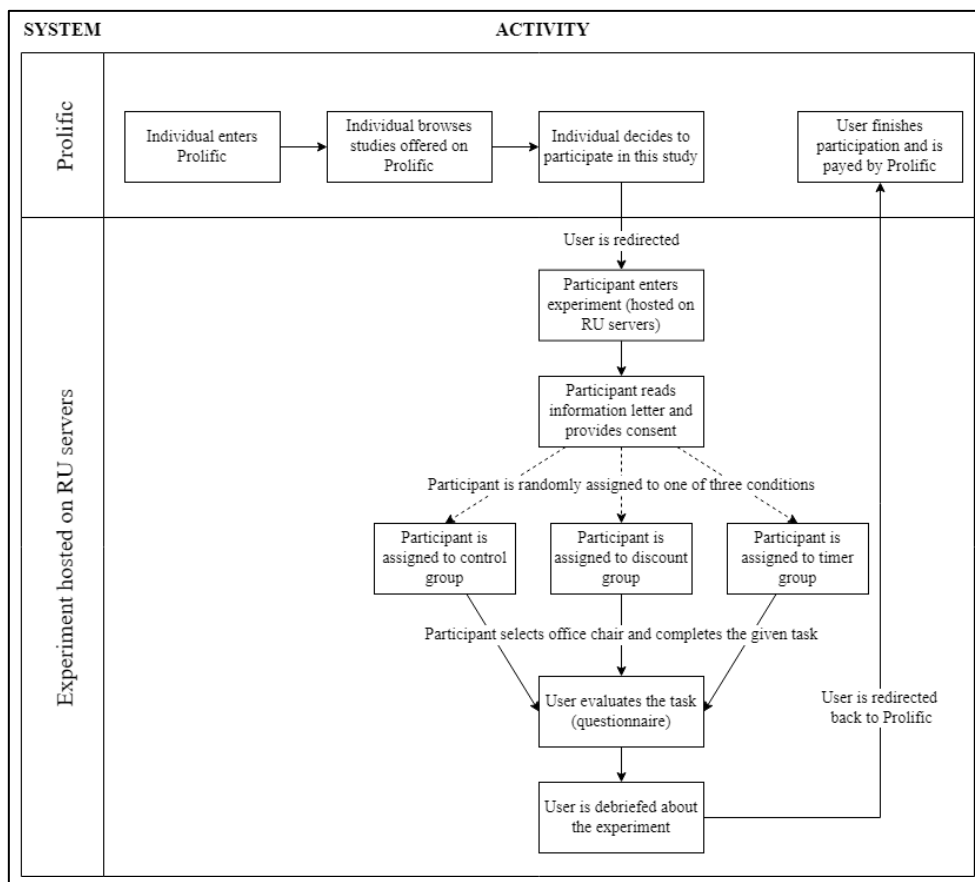 SYSTEM
ACTIVITY
Prolific
Individual enters
Prolific
Individual browses
studies offered on
Prolific
Individual decides to
participate in this study
User finishes
participation and is
payed by Prolific
Experiment hosted on RU servers
User is redirected
Participant enters
experiment (hosted on
RU servers)
Participant reads
information letter and
provides consent
Participant is randomly assigned to one of three conditions
Participant is
assigned to control
group
Participant is
assigned to discount
group
Participant is
assigned to timer
group
Participant selects office chair and completes the given task
User evaluates the task
(questionnaire)
User is redirected
back to Prolific
User is debriefed about
the experiment